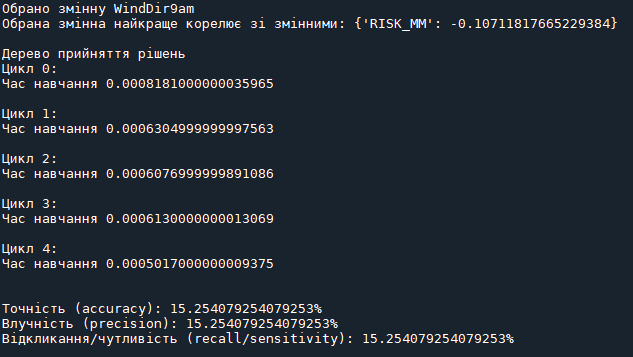 Обрано змінну WindDir9am
Обрана змінна найкраще корелює зі змінними: {'RISK_MM': -0.10711817665229384}
Дерево прийняття рішень
Цикл 0:
Час навчання 0.0008181000000035965
Цикл 1:
Час навчання 0.0006304999999997563
Цикл 2:
Час навчання 0.0006076999999891086
Цикл 3:
Час навчання 0.0006130000000013069
Цикл 4:
Час навчання 0.0005017000000009375
Точність (accuracy): 15.254079254079253%
Влучність (precision): 15.254079254079253%
Відкликання/чутливість (recall/sensitivity): 15.254079254079253%